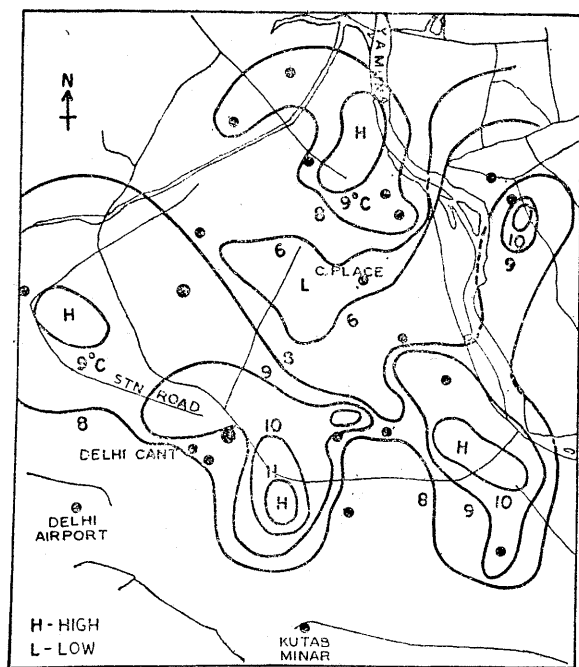 YAMUNA
N
H
8
9°C
10
9
6
L
C. PLACE
6
H
8
9
9°C
STN. ROAD
8
10
H
DELHI CANT
11
H
8
9
10
DELHI
AIRPORT
H - HIGH
L - LOW
KUTAB
MINAR